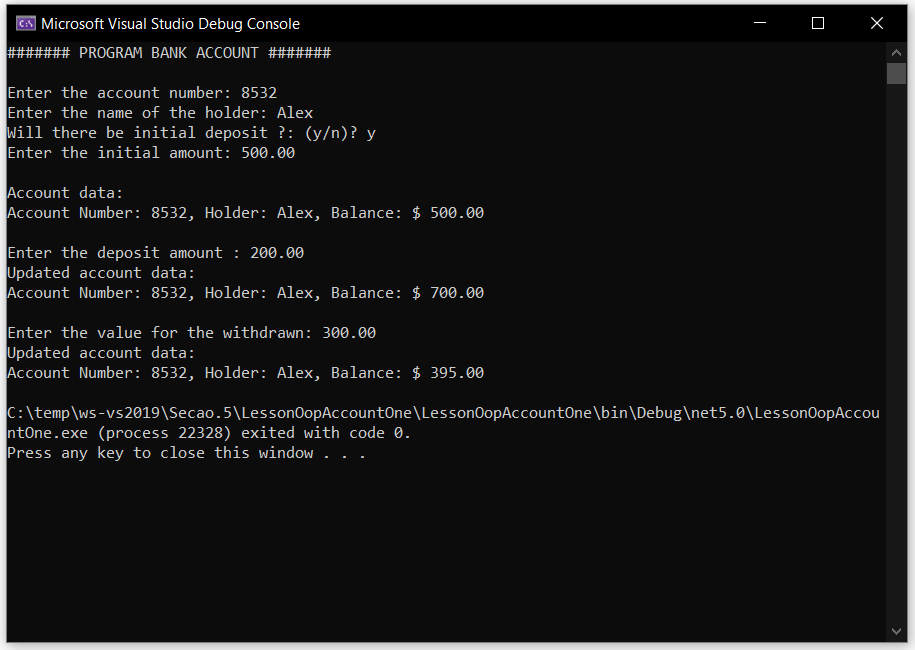 Microsoft Visual Studio Debug Console
####### PROGRAM BANK ACCOUNT #######
Enter the account number: 8532
Enter the name of the holder: Alex
Will there be initial deposit ?: (y/n)? y
Enter the initial amount: 500.00
Account data:
Account Number: 8532, Holder: Alex, Balance: $ 500.00
Enter the deposit amount : 200.00
Updated account data:
Account Number: 8532, Holder: Alex, Balance: $ 700.00
Enter the value for the withdrawn: 300.00
Updated account data:
Account Number: 8532, Holder: Alex, Balance: $ 395.00
C:\temp\ws-vs2019\Secao.5\LessonOopAccountOne\LessonOopAccountOne\bin\Debug\net5.0\LessonOopAccou
ntOne.exe (process 22328) exited with code 0.
Press any key to close this window . . .